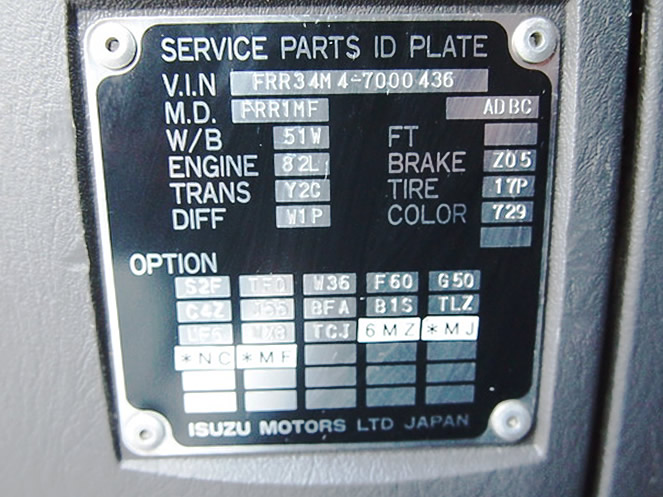 SERVICE PARTS ID PLATE
V.I.N FRR34M4-7000436
M.D. FRR1MF ADBC
W/B 51W FT
ENGINE 82L BRAKE Z05
TRANS Y2C TIRE 17P
DIFF W1P COLOR 729
OPTION
S2F W36 F60 G50
C4Z BFA B1S TLZ
TCJ 6MZ *MJ
*NC *MF
ISUZU MOTORS LTD JAPAN